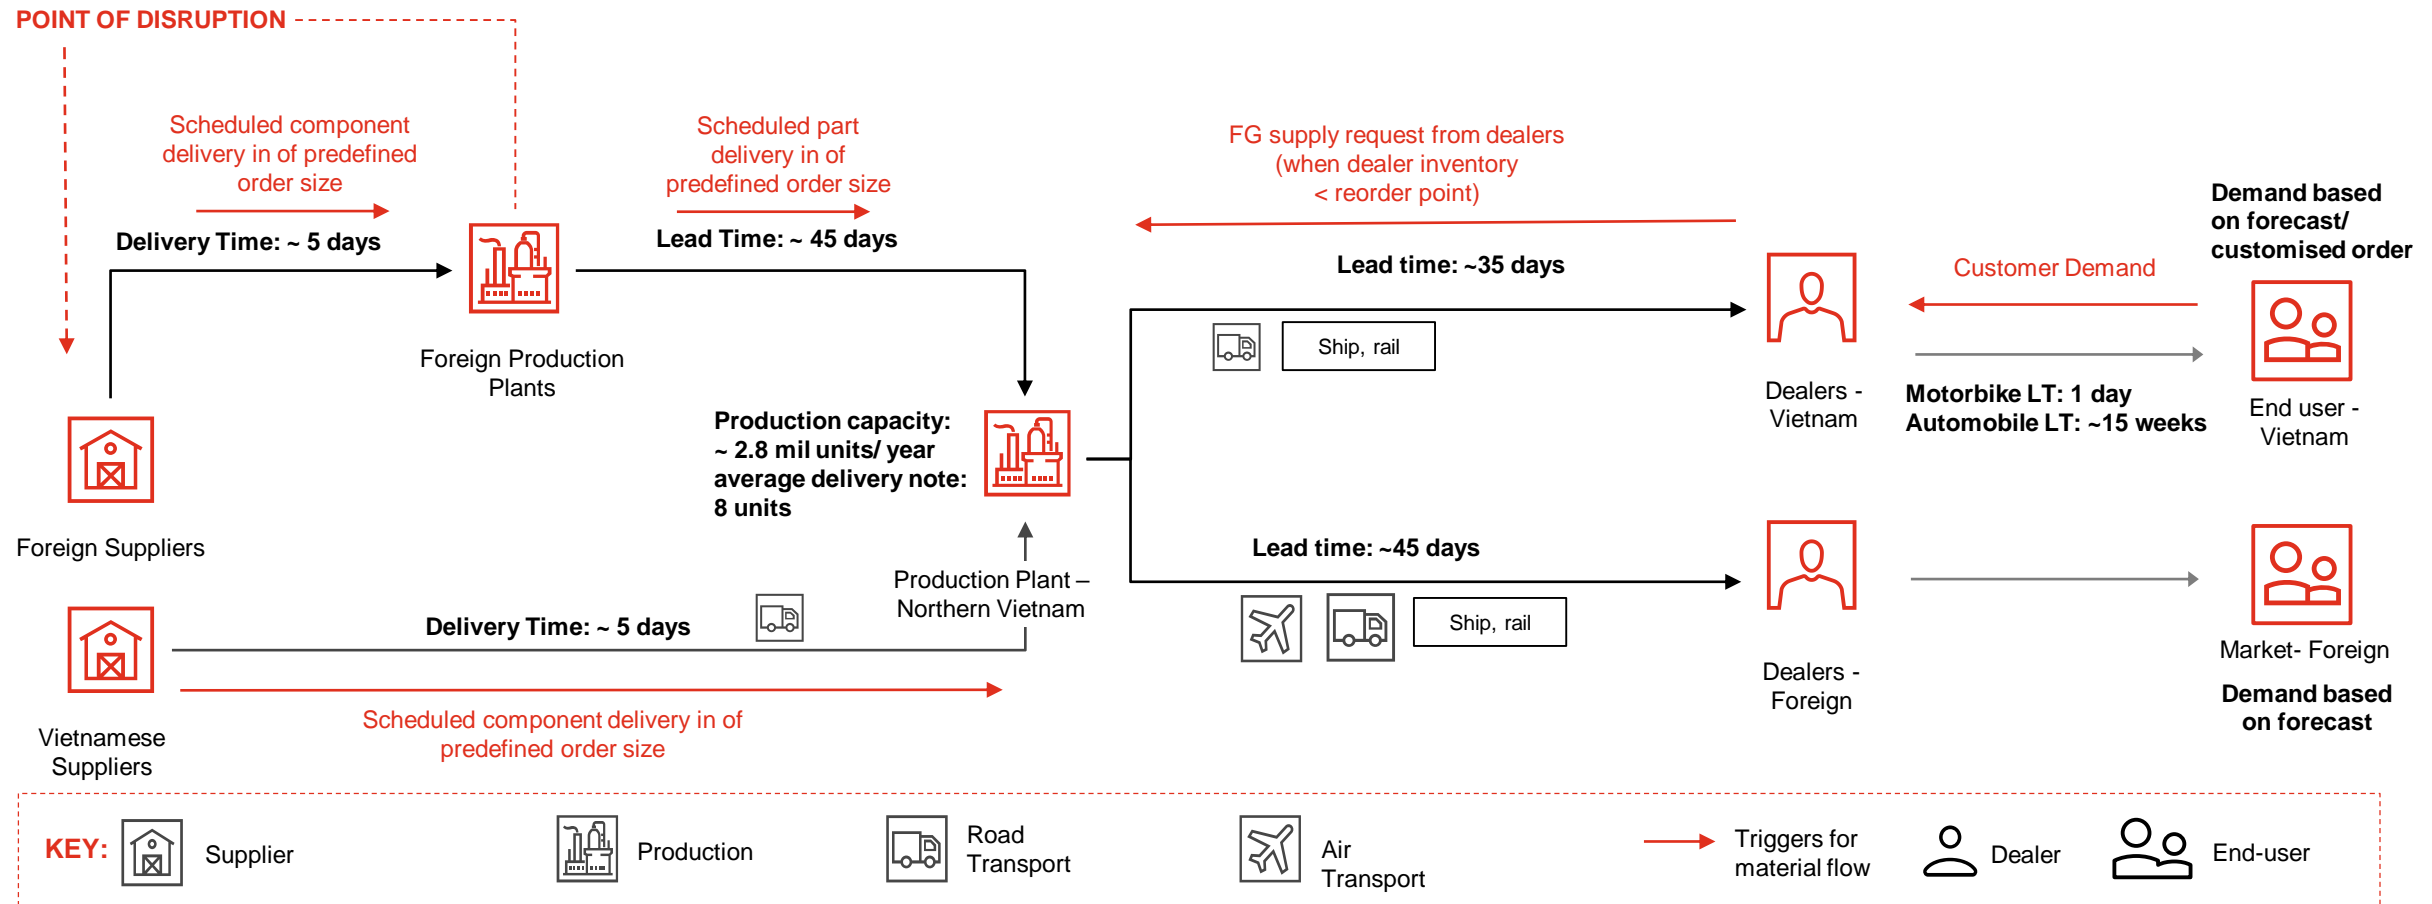 POINT OF DISRUPTION
Scheduled component
delivery in of predefined
order size
Delivery Time: ~ 5 days
Scheduled part
delivery in of
predefined order size
Lead Time: ~ 45 days
FG supply request from dealers
(when dealer inventory
< reorder point)
Lead time: ~35 days
Ship, rail
Demand based
on forecast/
customised order
Customer Demand
Foreign Production
Plants
Dealers -
Vietnam
Motorbike LT: 1 day
Automobile LT: ~15 weeks
End user -
Vietnam
Production capacity:
~ 2.8 mil units/ year
average delivery note:
8 units
Foreign Suppliers
Production Plant –
Northern Vietnam
Lead time: ~45 days
Ship, rail
Delivery Time: ~ 5 days
Dealers -
Foreign
Market- Foreign
Demand based
on forecast
Scheduled component delivery in of
predefined order size
Vietnamese
Suppliers
KEY:
Supplier
Production
Road
Transport
Air
Transport
Triggers for
material flow
Dealer
End-user